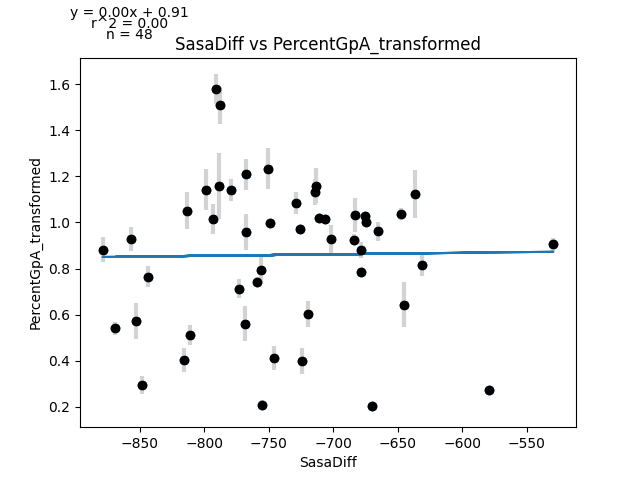 y = 0.00x + 0.91
r^2 = 0.00
n = 48
SasaDiff vs PercentGpA_transformed
PercentGpA_transformed
1.6
1.4
1.2
1.0
0.8
0.6
0.4
0.2
−850
−800
−750
−700
−650
−600
−550
SasaDiff